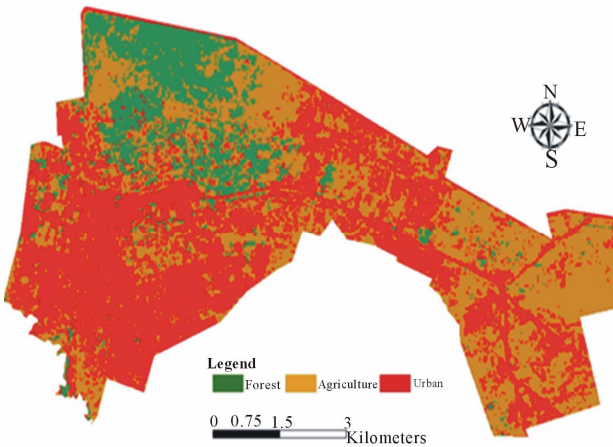 N
W E
S
Legend
Forest Agriculture Urban
0 0.75 1.5 3
Kilometers